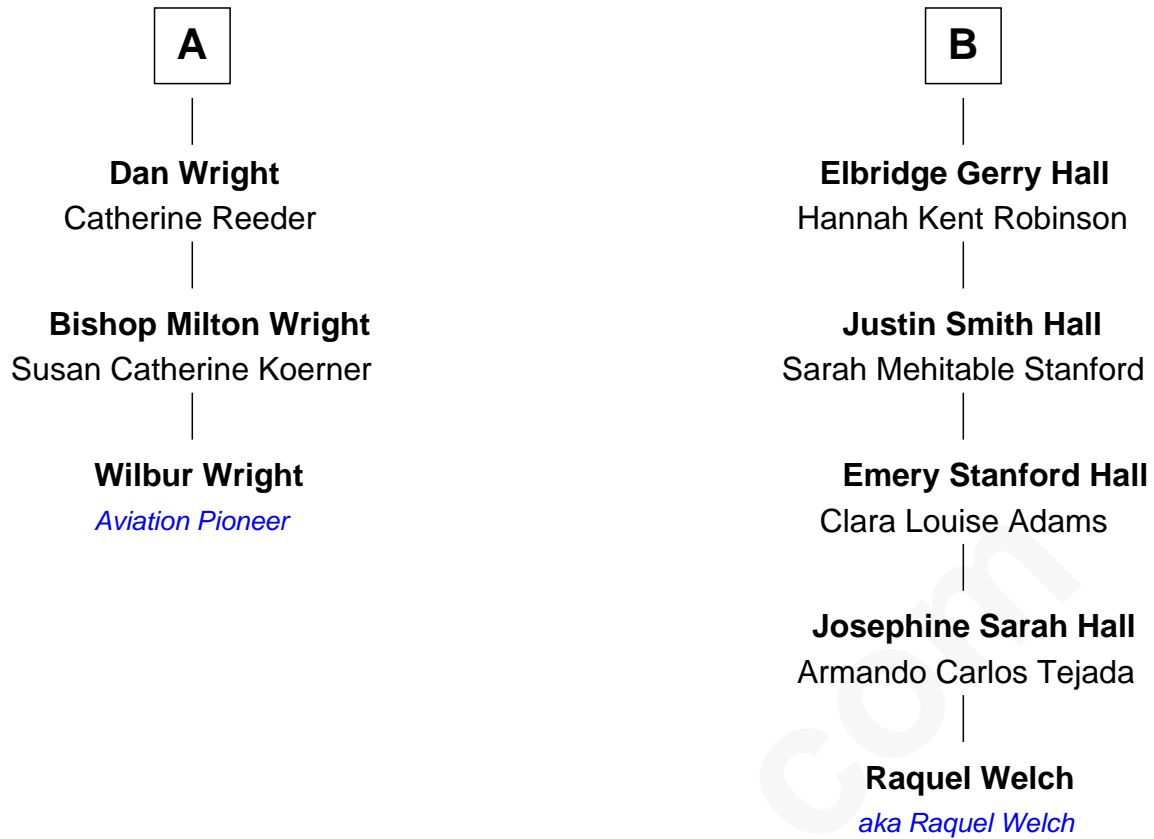 A
Dan Wright
Catherine Reeder
Bishop Milton Wright
Susan Catherine Koerner
Wilbur Wright
Aviation Pioneer
B
Elbridge Gerry Hall
Hannah Kent Robinson
Justin Smith Hall
Sarah Mehitable Stanford
Emery Stanford Hall
Clara Louise Adams
Josephine Sarah Hall
Armando Carlos Tejada
Raquel Welch
aka Raquel Welch
com